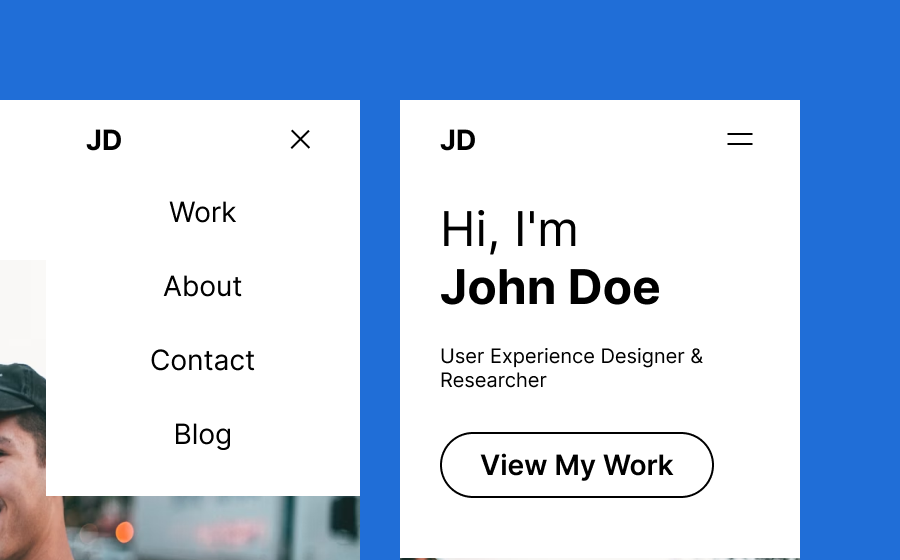 JD
Work
About
Contact
Blog
JD
Hi, I'm
John Doe
User Experience Designer &
Researcher
View My Work